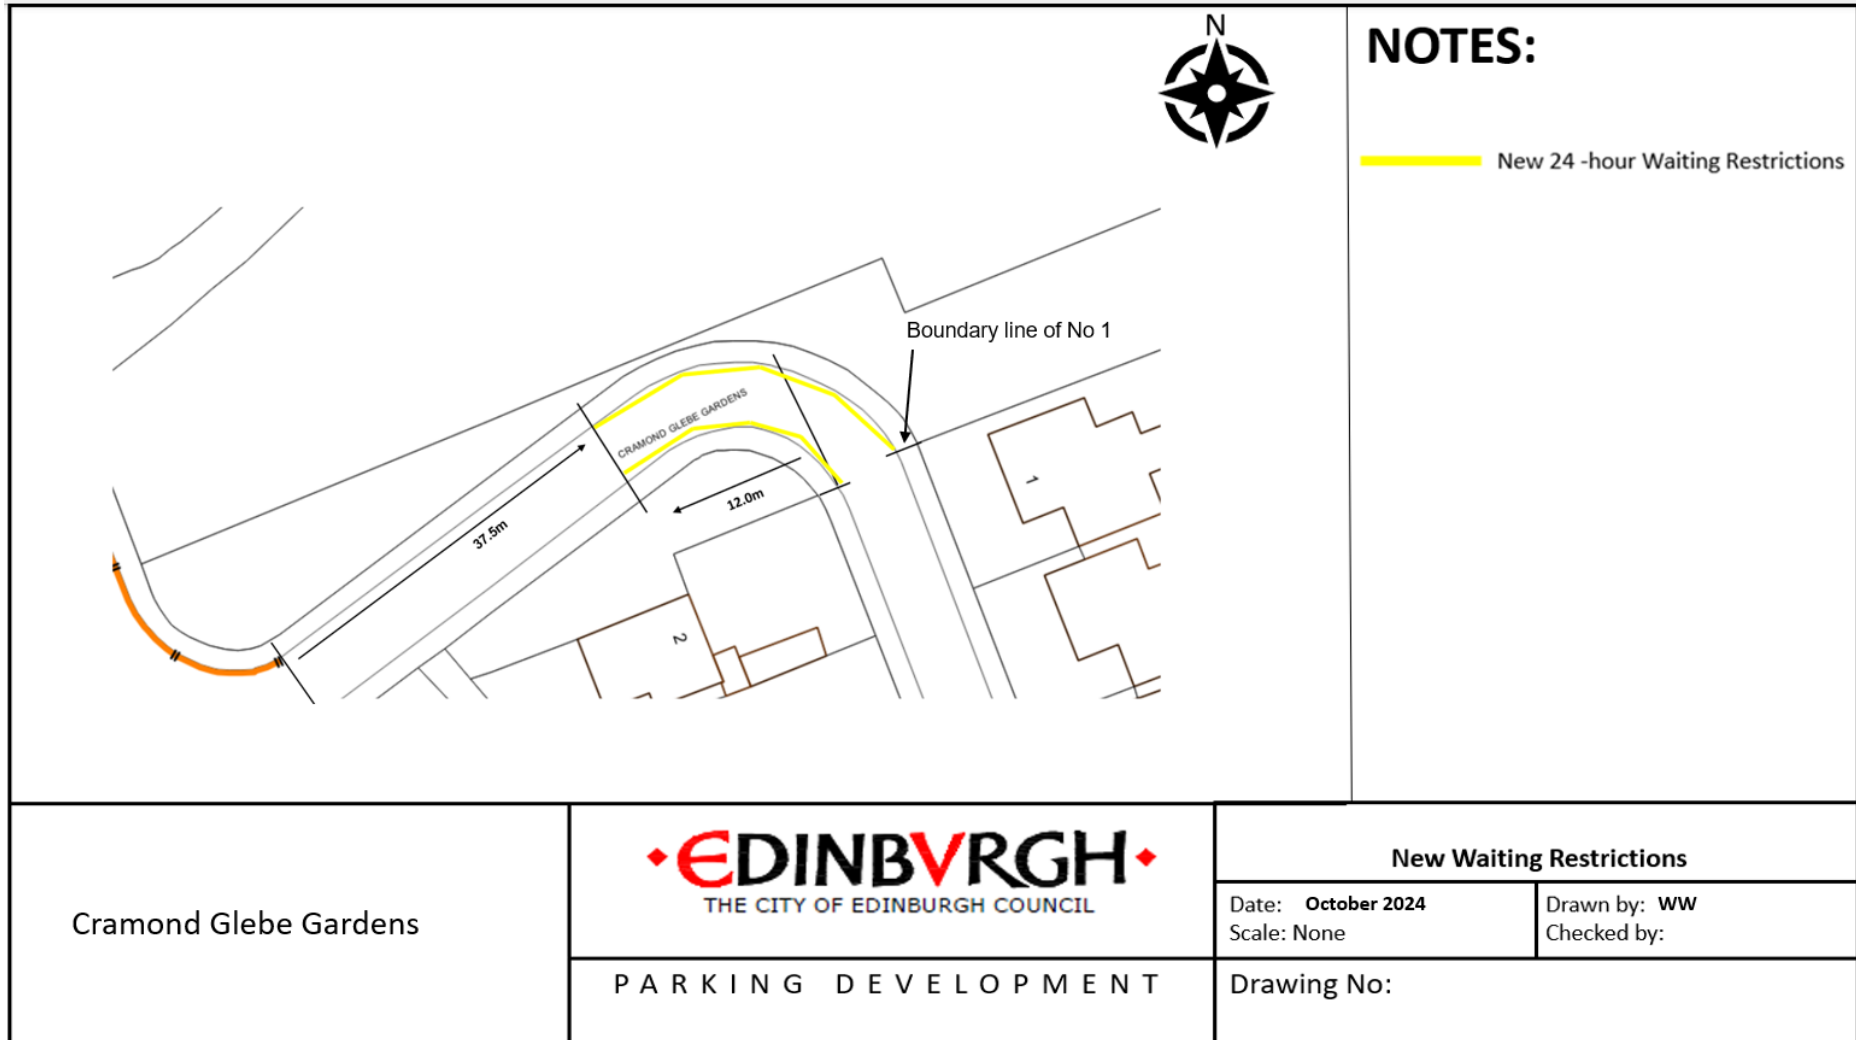 N
NOTES:
New 24 -hour Waiting Restrictions
Boundary line of No 1
CRAMOND GLEBE GARDENS
37.5m
12.0m
1
2
Cramond Glebe Gardens
EDINBVRGH
THE CITY OF EDINBURGH COUNCIL
PARKING DEVELOPMENT
New Waiting Restrictions
Date: October 2024
Scale: None
Drawn by: WW
Checked by:
Drawing No: